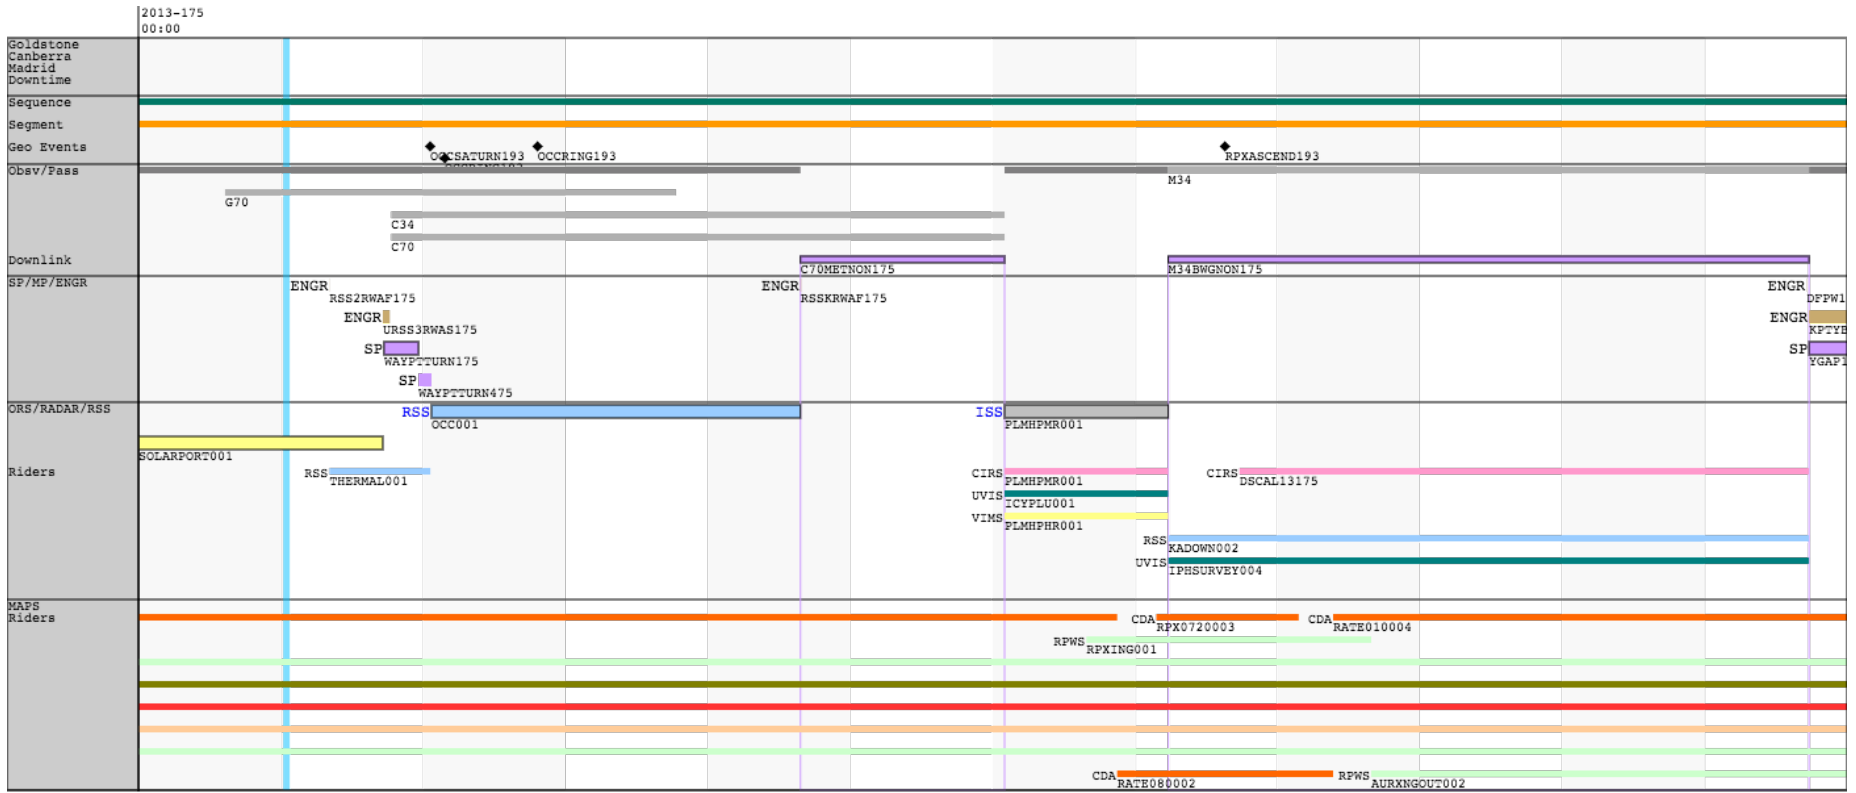 2013-175
00:00
Goldstone
Canberra
Madrid
Downtime
Sequence
Segment
Geo Events
OCCSATURN193
OCCRING193
RPXASCEND193
Obsv/Pass
M34
G70
C34
C70
Downlink
C70METNON175
M34BWGNON175
SP/MP/ENGR
ENGR
RSS2RWAF175
ENGR
RSSKRWAF175
ENGR
DFPW1
ENGR
URSS3RWAS175
ENGR
KPTYB
SP
WAYPTTURN175
SP
YGAP1
SP
WAYPTTURN475
ORS/RADAR/RSS
RSS
OCC001
ISS
PLMHPMR001
SOLARPORT001
Riders
RSS
THERMAL001
CIRS
PLMHPMR001
CIRS
DSCAL13175
UVIS
ICYPLU001
VIMS
PLMHPHR001
RSS
KADOWN002
UVIS
IPHSURVEY004
MAPS
Riders
CDA
RPX0720003
CDA
RATE010004
RPWS
RPXING001
CDA
RATE080002
RPWS
AURXNGOUT002